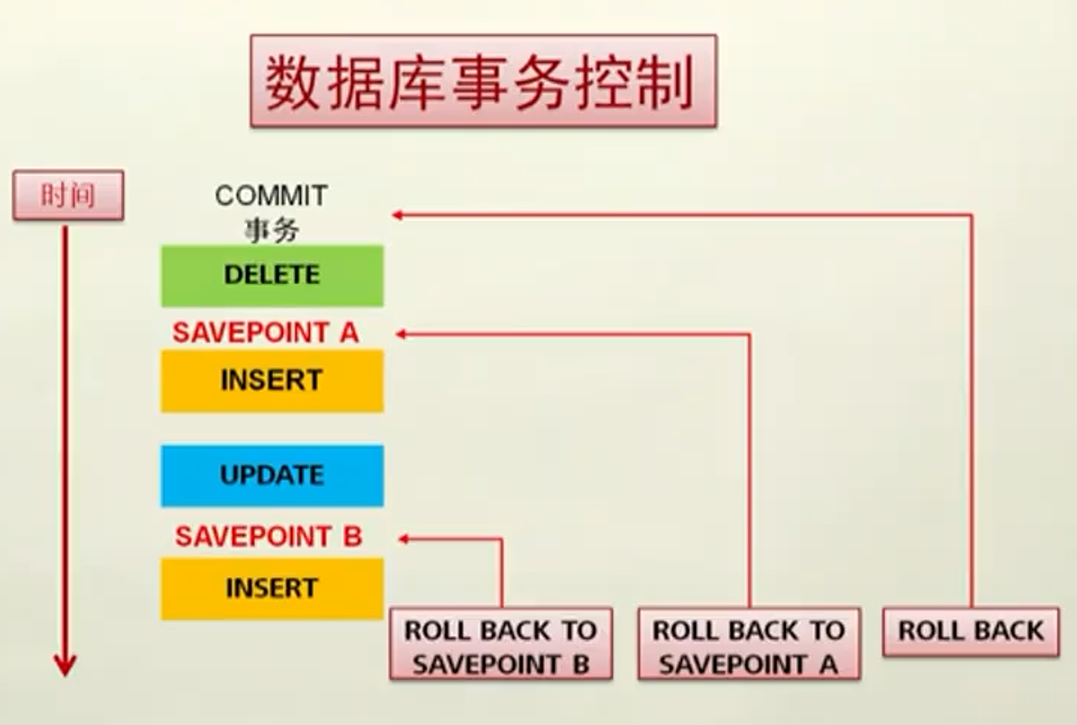 数据库事务控制
时间
COMMIT
事务
DELETE
SAVEPOINT A
INSERT
UPDATE
SAVEPOINT B
INSERT
ROLL BACK TO
SAVEPOINT B
ROLL BACK TO
SAVEPOINT A
ROLL BACK